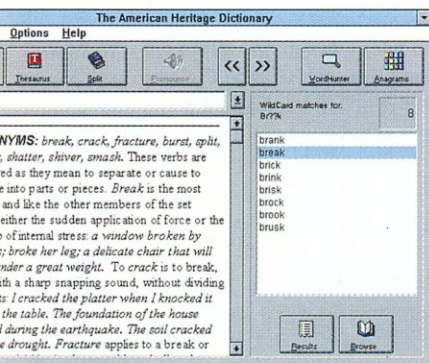 The American Heritage Dictionary
Options Help
Thesaurus Split Pronounce << >> WordHunter Anagrams
WildCard matches for:
Br??k 8
NYMS: break, crack, fracture, burst, split,
, shatter, shiver, smash. These verbs are
ed as they mean to separate or cause to
e into parts or pieces. Break is the most
and like the other members of the set
either the sudden application of force or the
of internal stress: a window broken by
s; broke her leg; a delicate chair that will
nder a great weight. To crack is to break,
th a sharp snapping sound, without dividing
ts: I cracked the platter when I knocked it
the table. The foundation of the house
d during the earthquake. The soil cracked
e drought. Fracture applies to a break or
brank
break
brick
brink
brisk
brock
brook
brusk
Results Browse